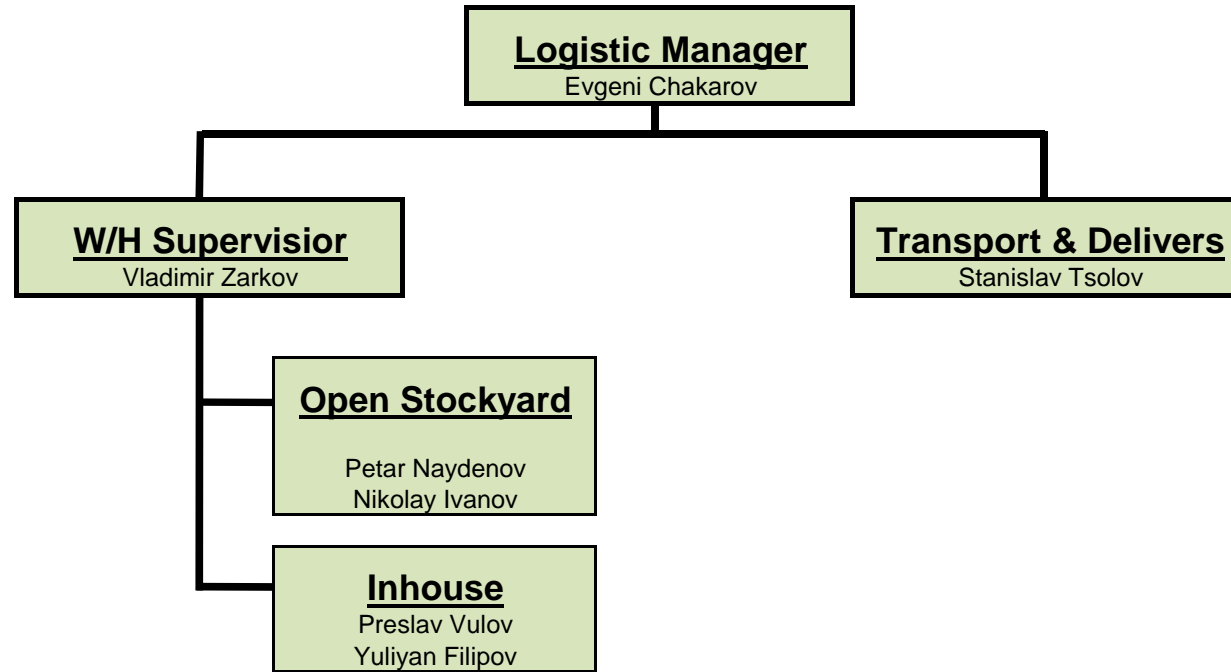 Logistic Manager
Evgeni Chakarov
W/H Supervisior
Vladimir Zarkov
Transport & Delivers
Stanislav Tsolov
Open Stockyard
Petar Naydenov
Nikolay Ivanov
Inhouse
Preslav Vulov
Yuliyan Filipov